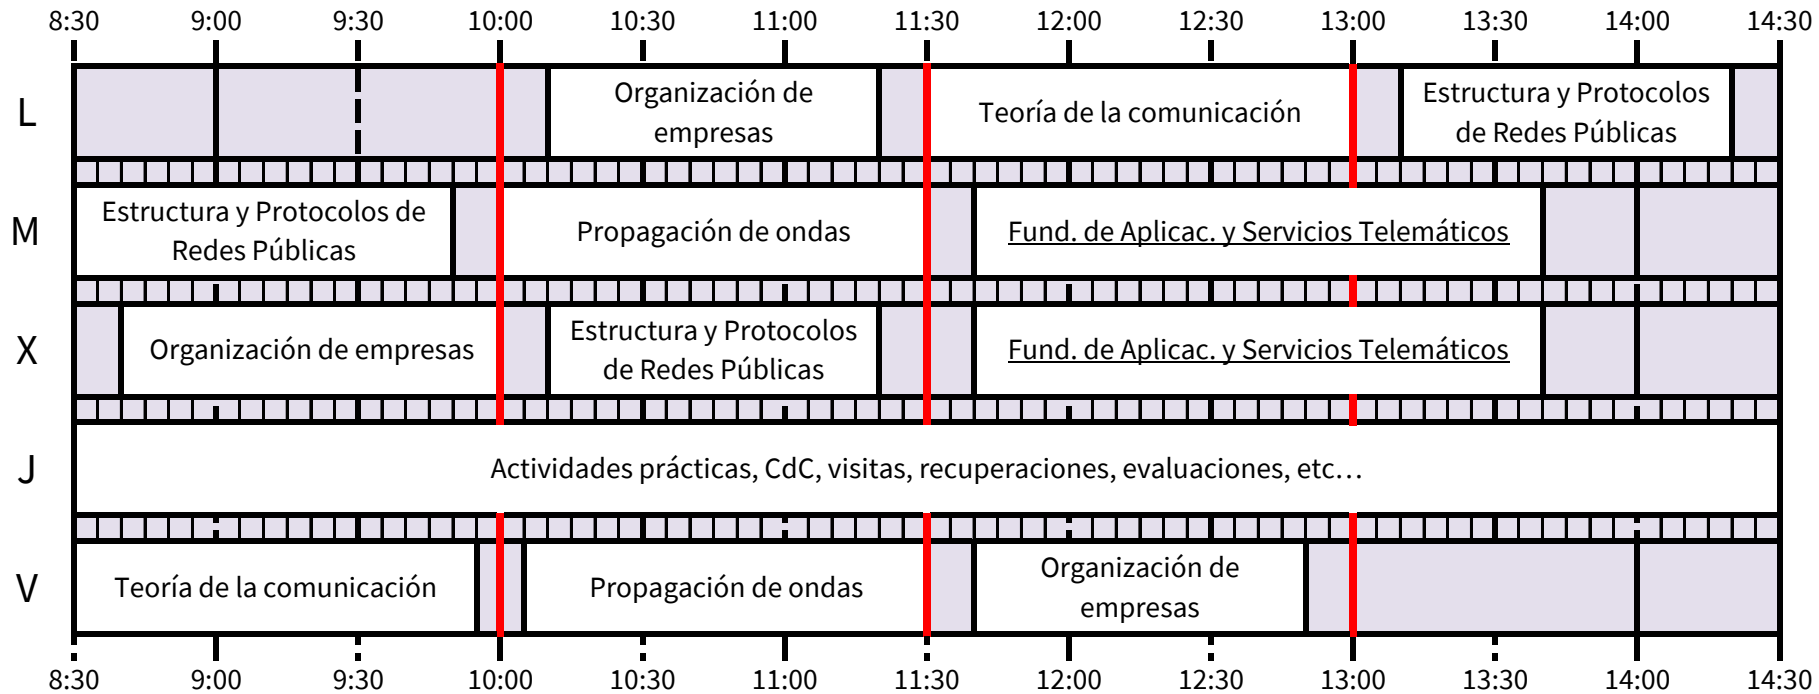 8:30 9:00 9:30 10:00 10:30 11:00 11:30 12:00 12:30 13:00 13:30 14:00 14:30
L
Organización de
empresas
Teoría de la comunicación
Estructura y Protocolos
de Redes Públicas
M
Estructura y Protocolos de
Redes Públicas
Propagación de ondas
Fund. de Aplicac. y Servicios Telemáticos
X
Organización de empresas
Estructura y Protocolos
de Redes Públicas
Fund. de Aplicac. y Servicios Telemáticos
J
Actividades prácticas, CdC, visitas, recuperaciones, evaluaciones, etc…
V
Teoría de la comunicación
Propagación de ondas
Organización de
empresas
8:30 9:00 9:30 10:00 10:30 11:00 11:30 12:00 12:30 13:00 13:30 14:00 14:30